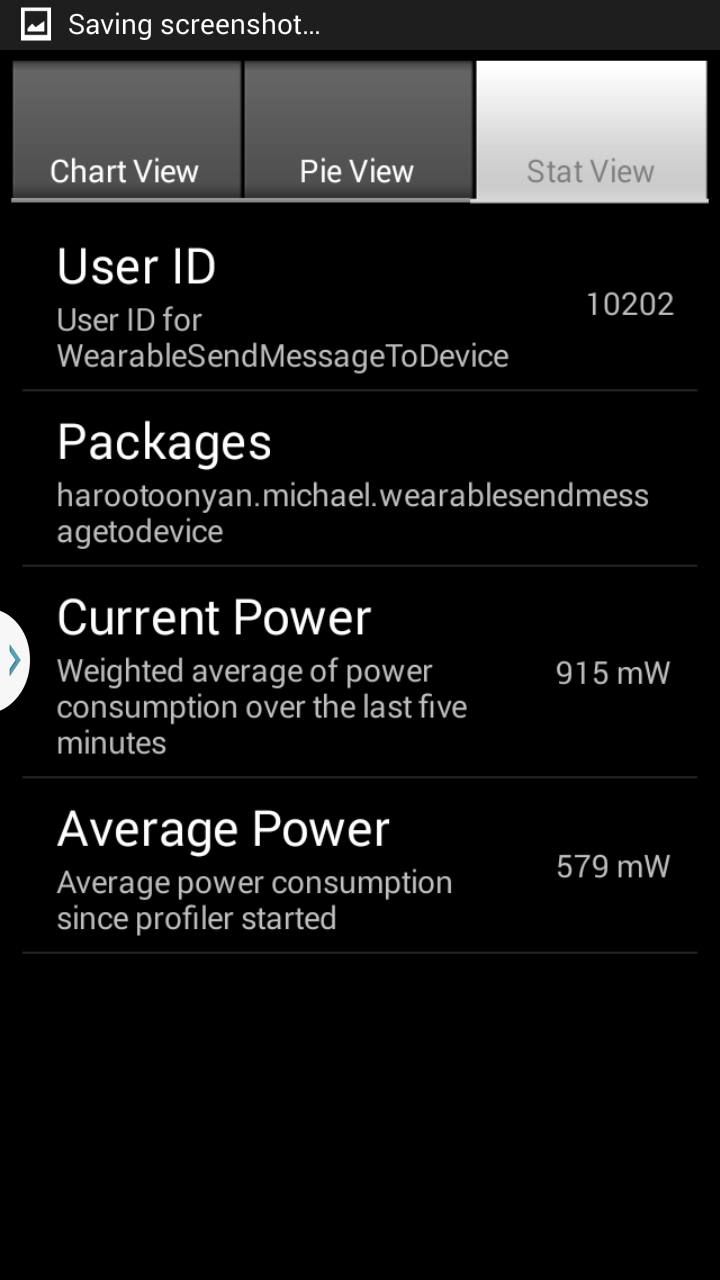 Saving screenshot...
Chart View
Pie View
Stat View
User ID
User ID for
WearableSendMessageToDevice
10202
Packages
harootoonyan.michael.wearablesendmess
agetodevice
Current Power
Weighted average of power
consumption over the last five
minutes
915 mW
Average Power
Average power consumption
since profiler started
579 mW